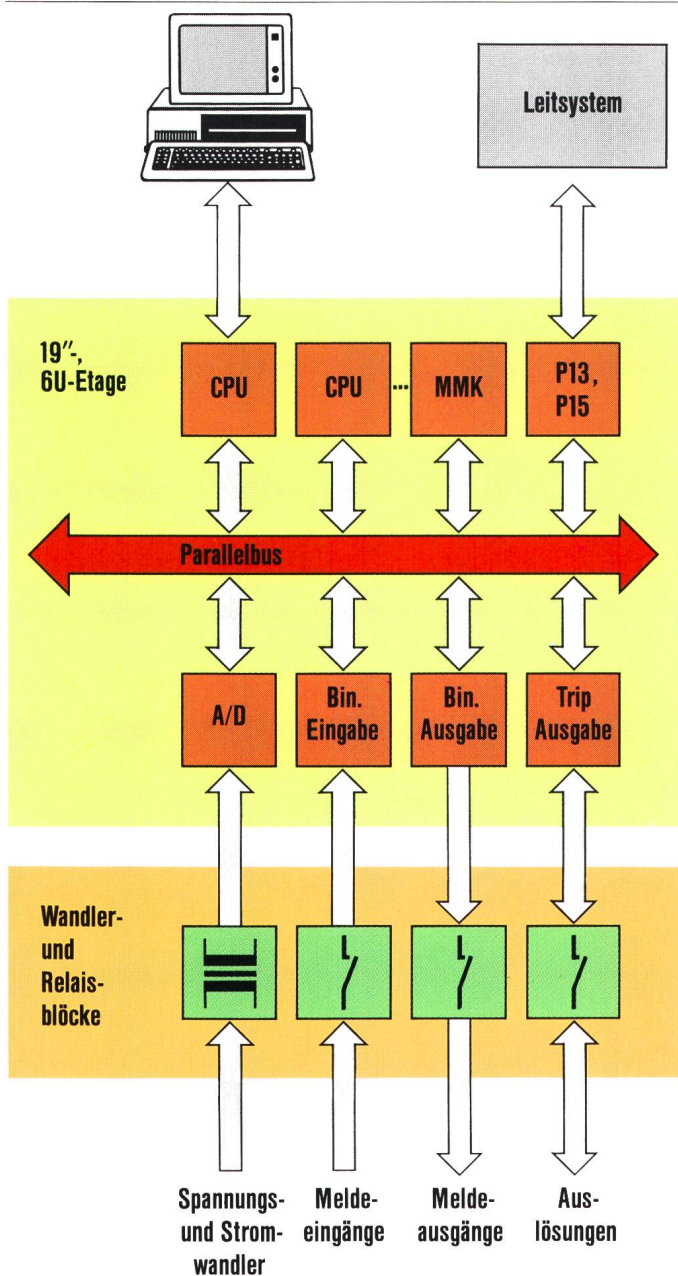 Leitsystem
19"-,
6U-Etage
CPU
CPU
...
MMK
P13,
P15
Parallelbus
A/D
Bin.
Eingabe
Bin.
Ausgabe
Trip
Ausgabe
Wandler-
und
Relais-
blöcke
Spannungs-
und Strom-
wandler
Melde-
eingänge
Melde-
ausgänge
Aus-
lösungen